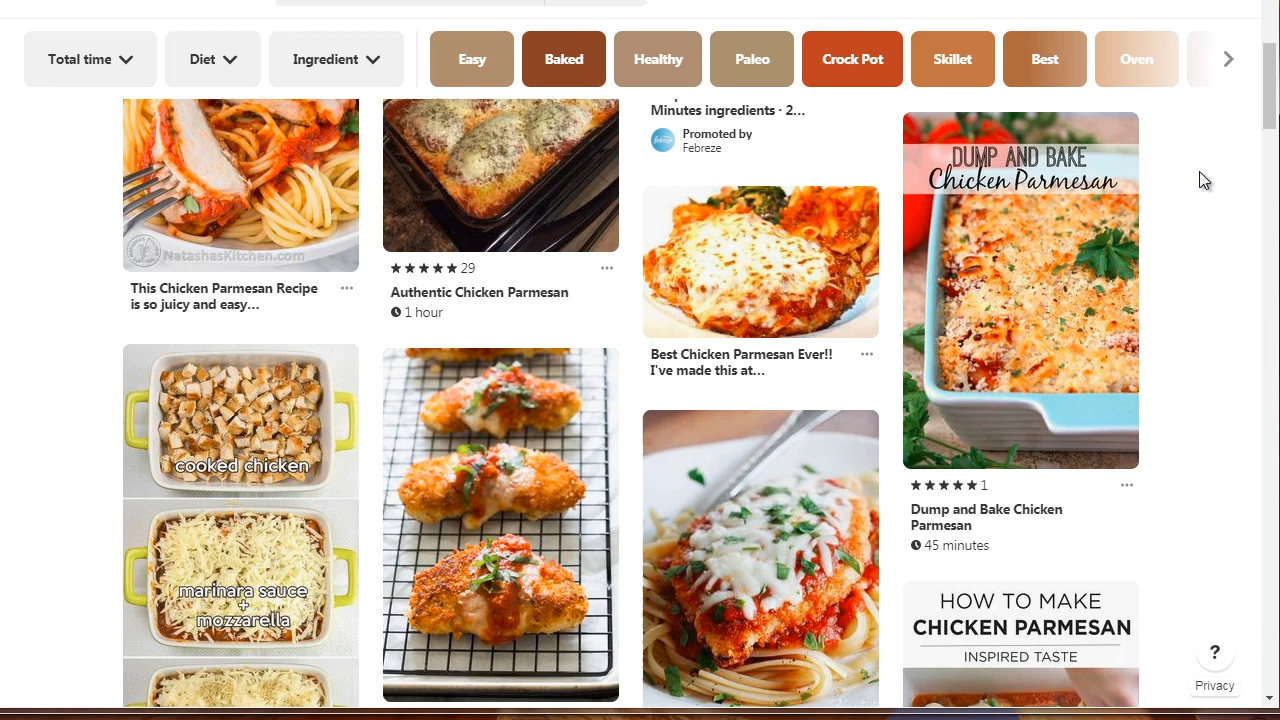 Total time
Diet
Ingredient
Easy
Baked
Healthy
Paleo
Crock Pot
Skillet
Best
Oven
NatashasKitchen.com
This Chicken Parmesan Recipe
is so juicy and easy...
cooked chicken
marinara sauce
+
mozzarella
29
Authentic Chicken Parmesan
1 hour
Minutes ingredients · 2...
Promoted by
Febreze
Best Chicken Parmesan Ever!!
I've made this at...
DUMP AND BAKE
Chicken Parmesan
1
Dump and Bake Chicken
Parmesan
45 minutes
HOW TO MAKE
CHICKEN PARMESAN
INSPIRED TASTE
?
Privacy